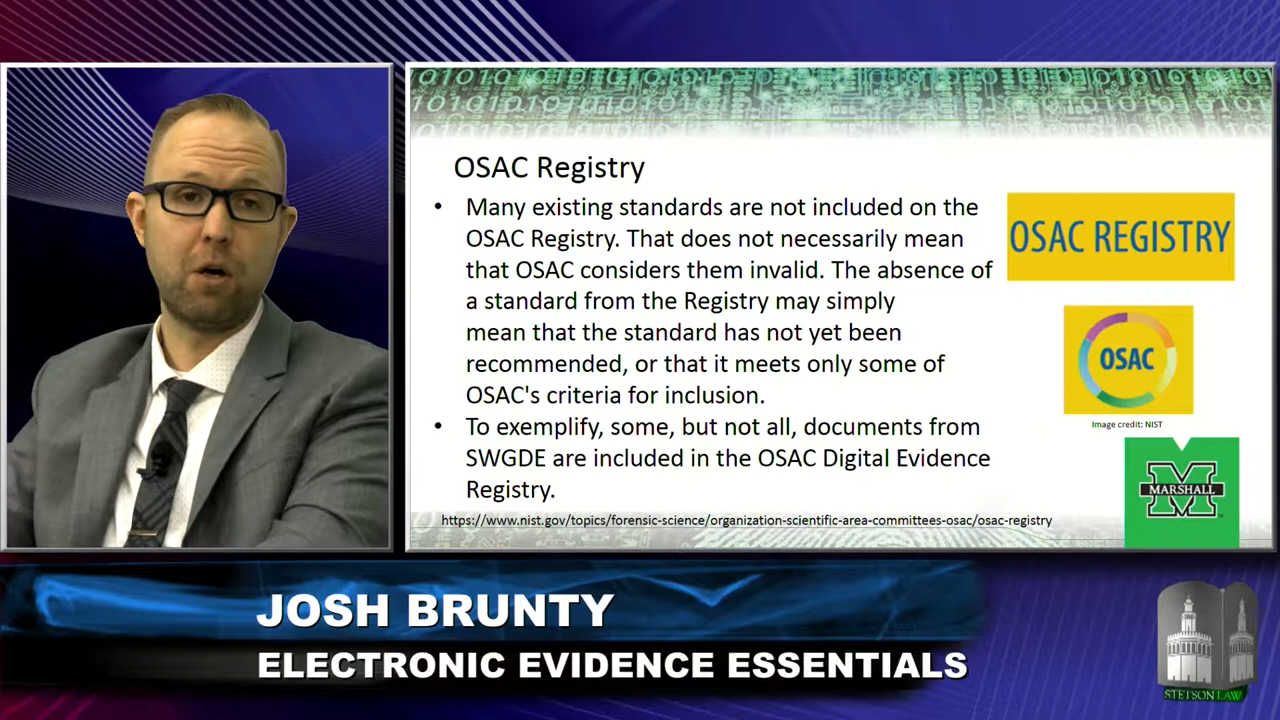 OSAC Registry
• Many existing standards are not included on the
OSAC Registry. That does not necessarily mean
that OSAC considers them invalid. The absence of
a standard from the Registry may simply
mean that the standard has not yet been
recommended, or that it meets only some of
OSAC's criteria for inclusion.
• To exemplify, some, but not all, documents from
SWGDE are included in the OSAC Digital Evidence
Registry.
https://www.nist.gov/topics/forensic-science/organization-scientific-area-committees-osac/osac-registry
OSAC REGISTRY
OSAC
Image credit: NIST
M
MARSHALL
JOSH BRUNTY
ELECTRONIC EVIDENCE ESSENTIALS
STETSON LAW